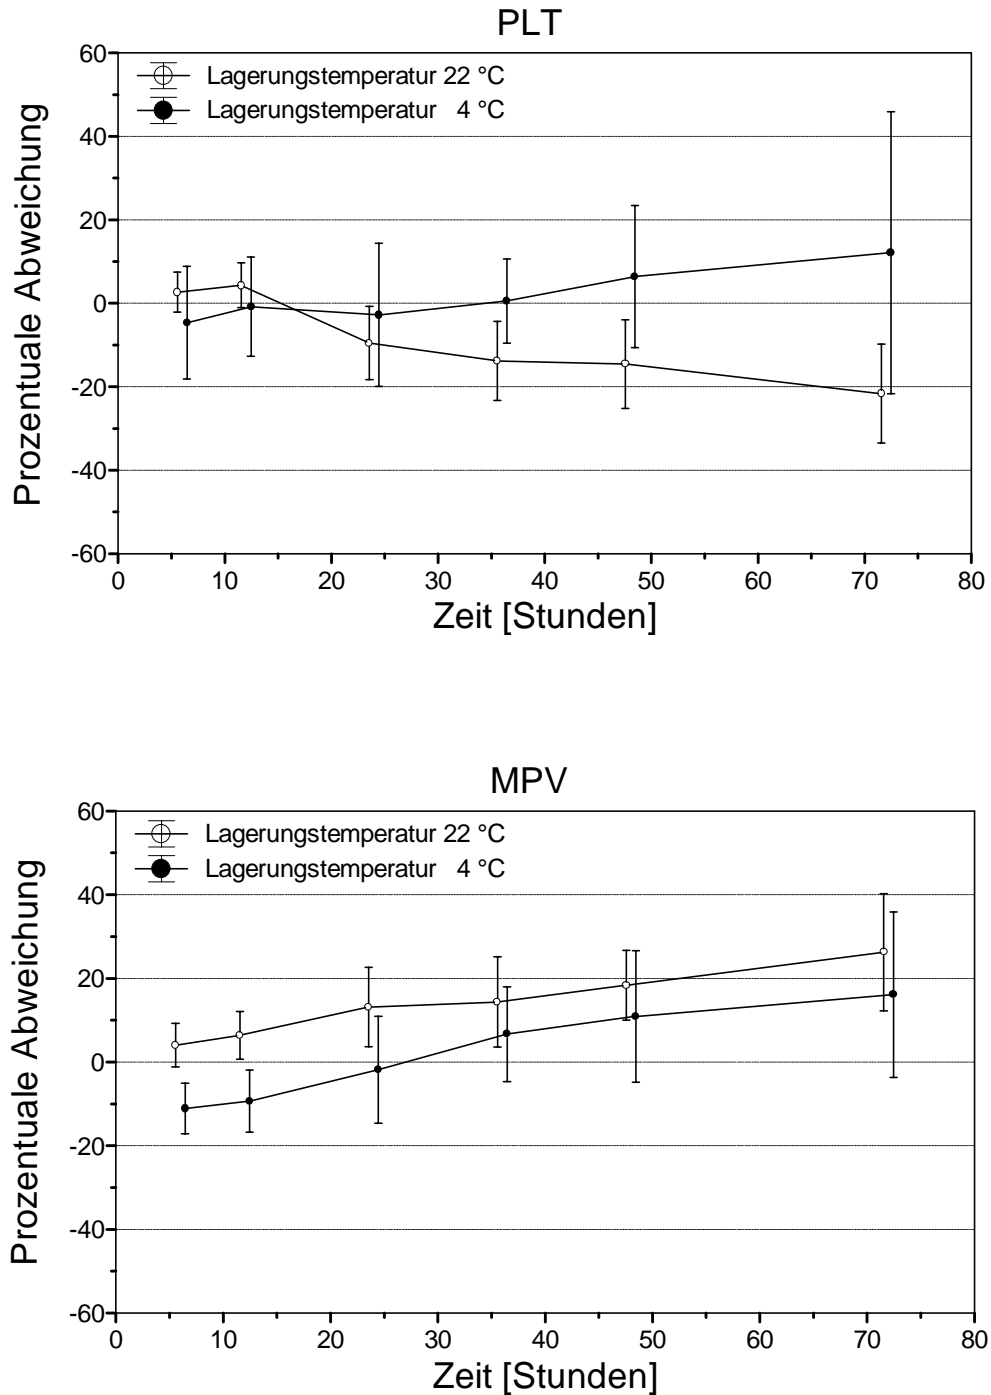 PLT
Prozentuale Abweichung
60
40
20
0
-20
-40
-60
Lagerungstemperatur 22 °C
Lagerungstemperatur 4 °C
0 10 20 30 40 50 60 70 80
Zeit [Stunden]
MPV
Prozentuale Abweichung
60
40
20
0
-20
-40
-60
Lagerungstemperatur 22 °C
Lagerungstemperatur 4 °C
0 10 20 30 40 50 60 70 80
Zeit [Stunden]